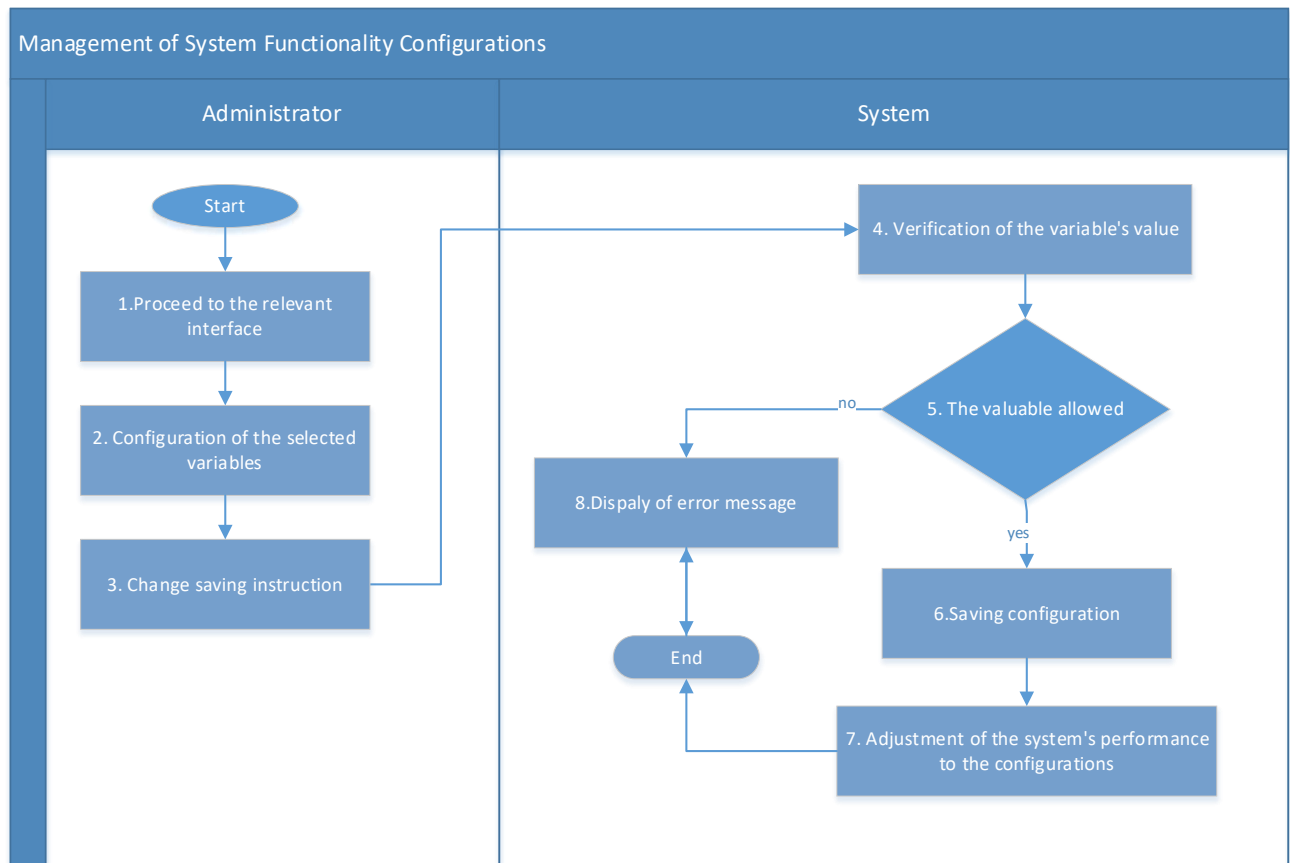 Management of System Functionality Configurations
Administrator
System
Start
1.Proceed to the relevant
interface
2. Configuration of the selected
variables
3. Change saving instruction
4. Verification of the variable's value
5. The valuable allowed
no
yes
8.Dispaly of error message
6.Saving configuration
End
7. Adjustment of the system's performance
to the configurations